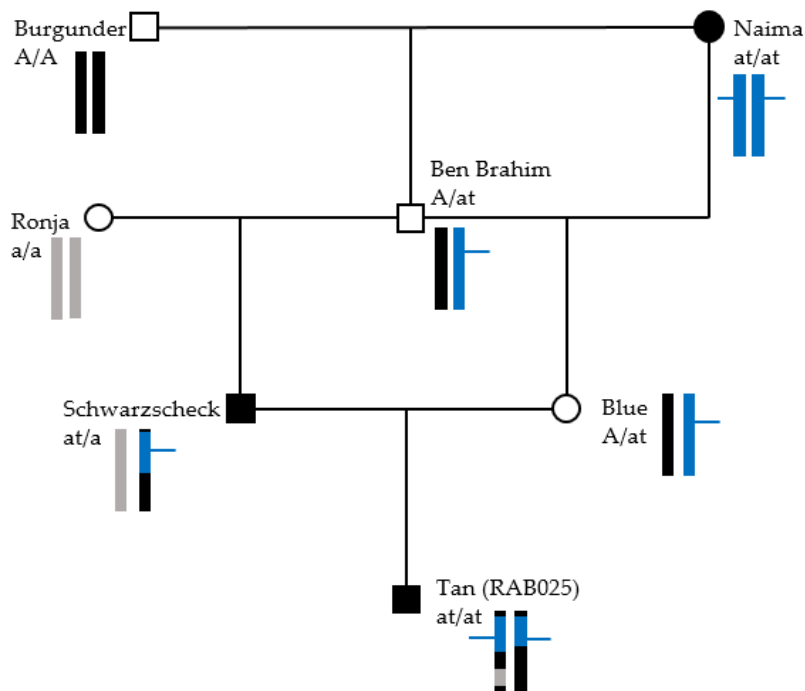 Burgunder
A/A
Naima
at/at
Ben Brahim
A/at
Ronja
a/a
Schwarzscheck
at/a
Blue
A/at
Tan (RAB025)
at/at